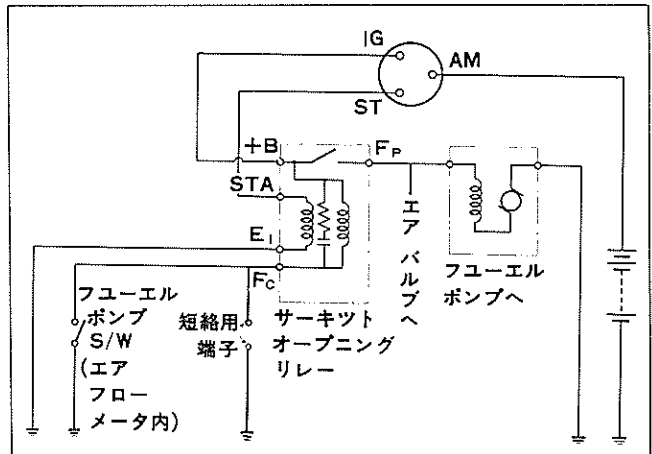 IG
AM
ST
+B
FP
STA
E1
FC
エア バルブへ
フユーエル
ポンプへ
フユーエル
ポンプ
S/W
(エア
フロー
メータ内)
短絡用
端子
サーキツト
オープニング
リレー